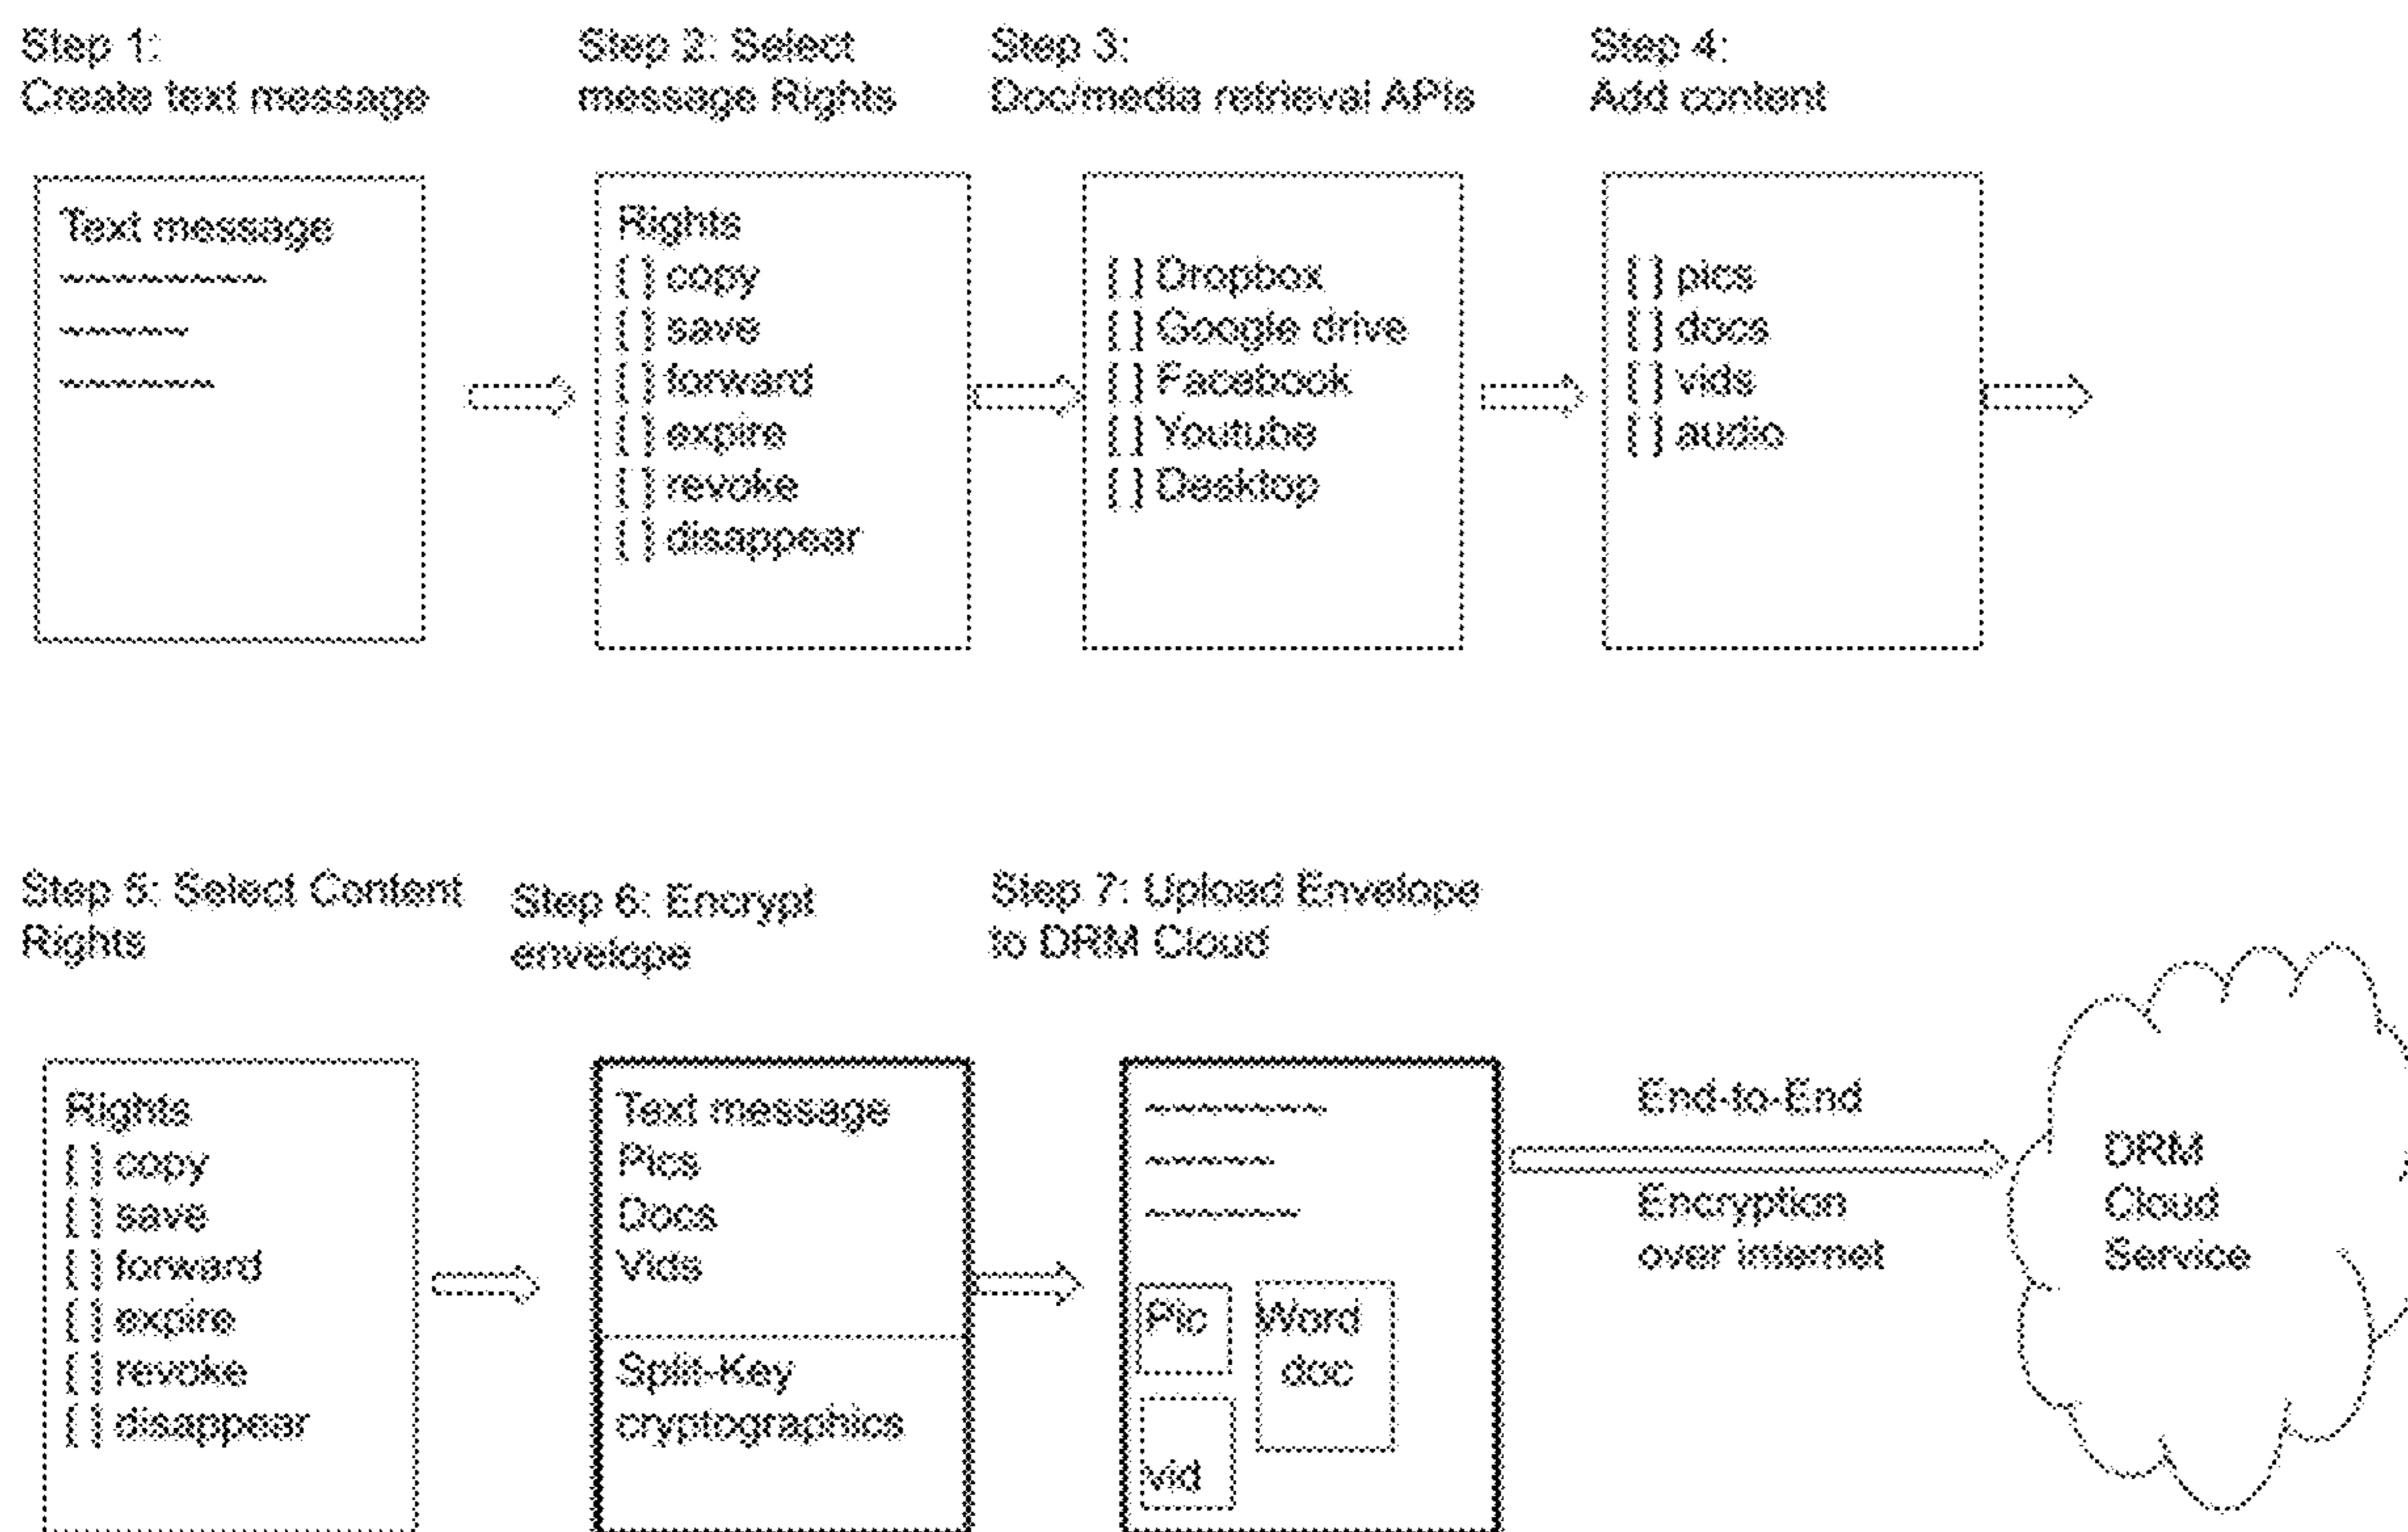 Step 1:
Create text message
Step 2: Select
message Rights
Step 3:
Doc/media retrieval APIs
Step 4:
Add content
Text message
Rights
[ ] copy
[ ] save
[ ] forward
[ ] expire
[ ] revoke
[ ] disappear
[ ] Dropbox
[ ] Google drive
[ ] Facebook
[ ] Youtube
[ ] Desktop
[ ] pics
[ ] docs
[ ] vids
[ ] audio
Step 5: Select Content
Rights
Step 6: Encrypt
envelope
Step 7: Upload Envelope
to DRM Cloud
Rights
[ ] copy
[ ] save
[ ] forward
[ ] expire
[ ] revoke
[ ] disappear
Text message
Pics
Docs
Vids
Split-Key
cryptographics
Pic
Word
doc
vid
End-to-End
Encryption
over internet
DRM
Cloud
Service